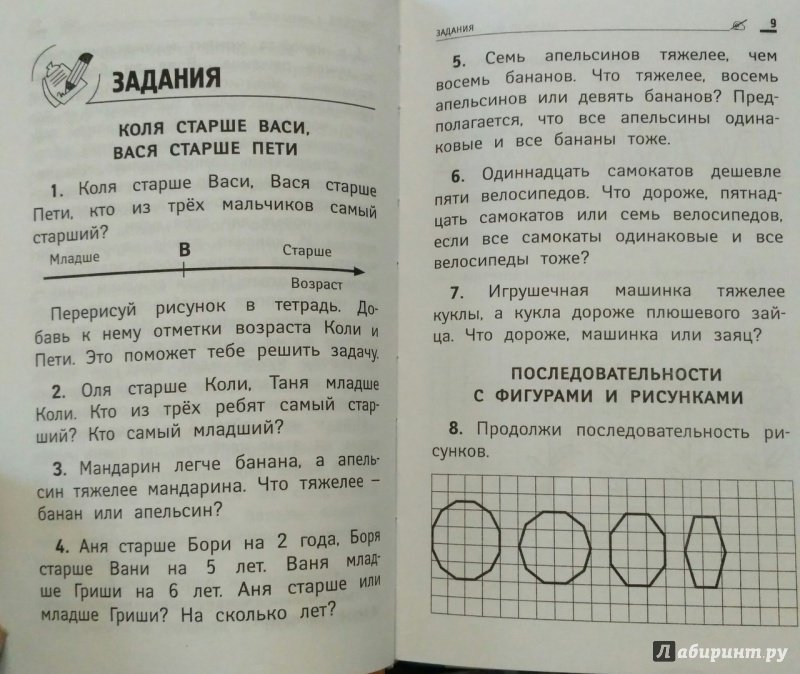 ЗАДАНИЯ
КОЛЯ СТАРШЕ ВАСИ,
ВАСЯ СТАРШЕ ПЕТИ
1. Коля старше Васи, Вася старше
Пети, кто из трёх мальчиков самый
старший?
Младше В Старше
Возраст
Перерисуй рисунок в тетрадь. До-
бавь к нему отметки возраста Коли и
Пети. Это поможет тебе решить задачу.
2. Оля старше Коли, Таня младше
Коли. Кто из трёх ребят самый стар-
ший? Кто самый младший?
3. Мандарин легче банана, а апель-
син тяжелее мандарина. Что тяжелее –
банан или апельсин?
4. Аня старше Бори на 2 года, Боря
старше Вани на 5 лет. Ваня млад-
ше Гриши на 6 лет. Аня старше или
младше Гриши? На сколько лет?
ЗАДАНИЯ 9
5. Семь апельсинов тяжелее, чем
восемь бананов. Что тяжелее, восемь
апельсинов или девять бананов? Пред-
полагается, что все апельсины одина-
ковые и все бананы тоже.
6. Одиннадцать самокатов дешевле
пяти велосипедов. Что дороже, пятнад-
цать самокатов или семь велосипедов,
если все самокаты одинаковые и все
велосипеды тоже?
7. Игрушечная машинка тяжелее
куклы, а кукла дороже плюшевого зай-
ца. Что дороже, машинка или заяц?
ПОСЛЕДОВАТЕЛЬНОСТИ
С ФИГУРАМИ И РИСУНКАМИ
8. Продолжи последовательность ри-
сунков.
Лабиринт.ру